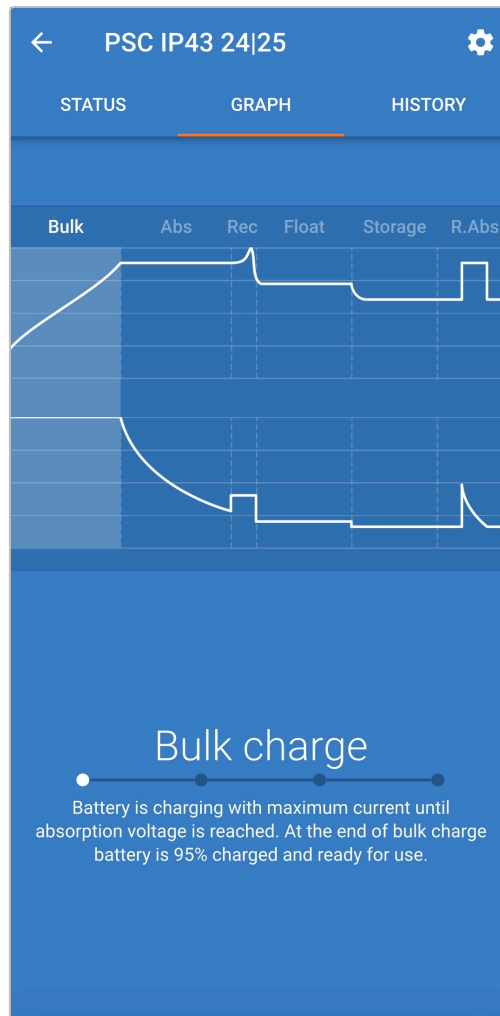 PSC IP43 24|25
STATUS GRAPH HISTORY
Bulk Abs Rec Float Storage R.Abs
Bulk charge
Battery is charging with maximum current until
absorption voltage is reached. At the end of bulk charge
battery is 95% charged and ready for use.